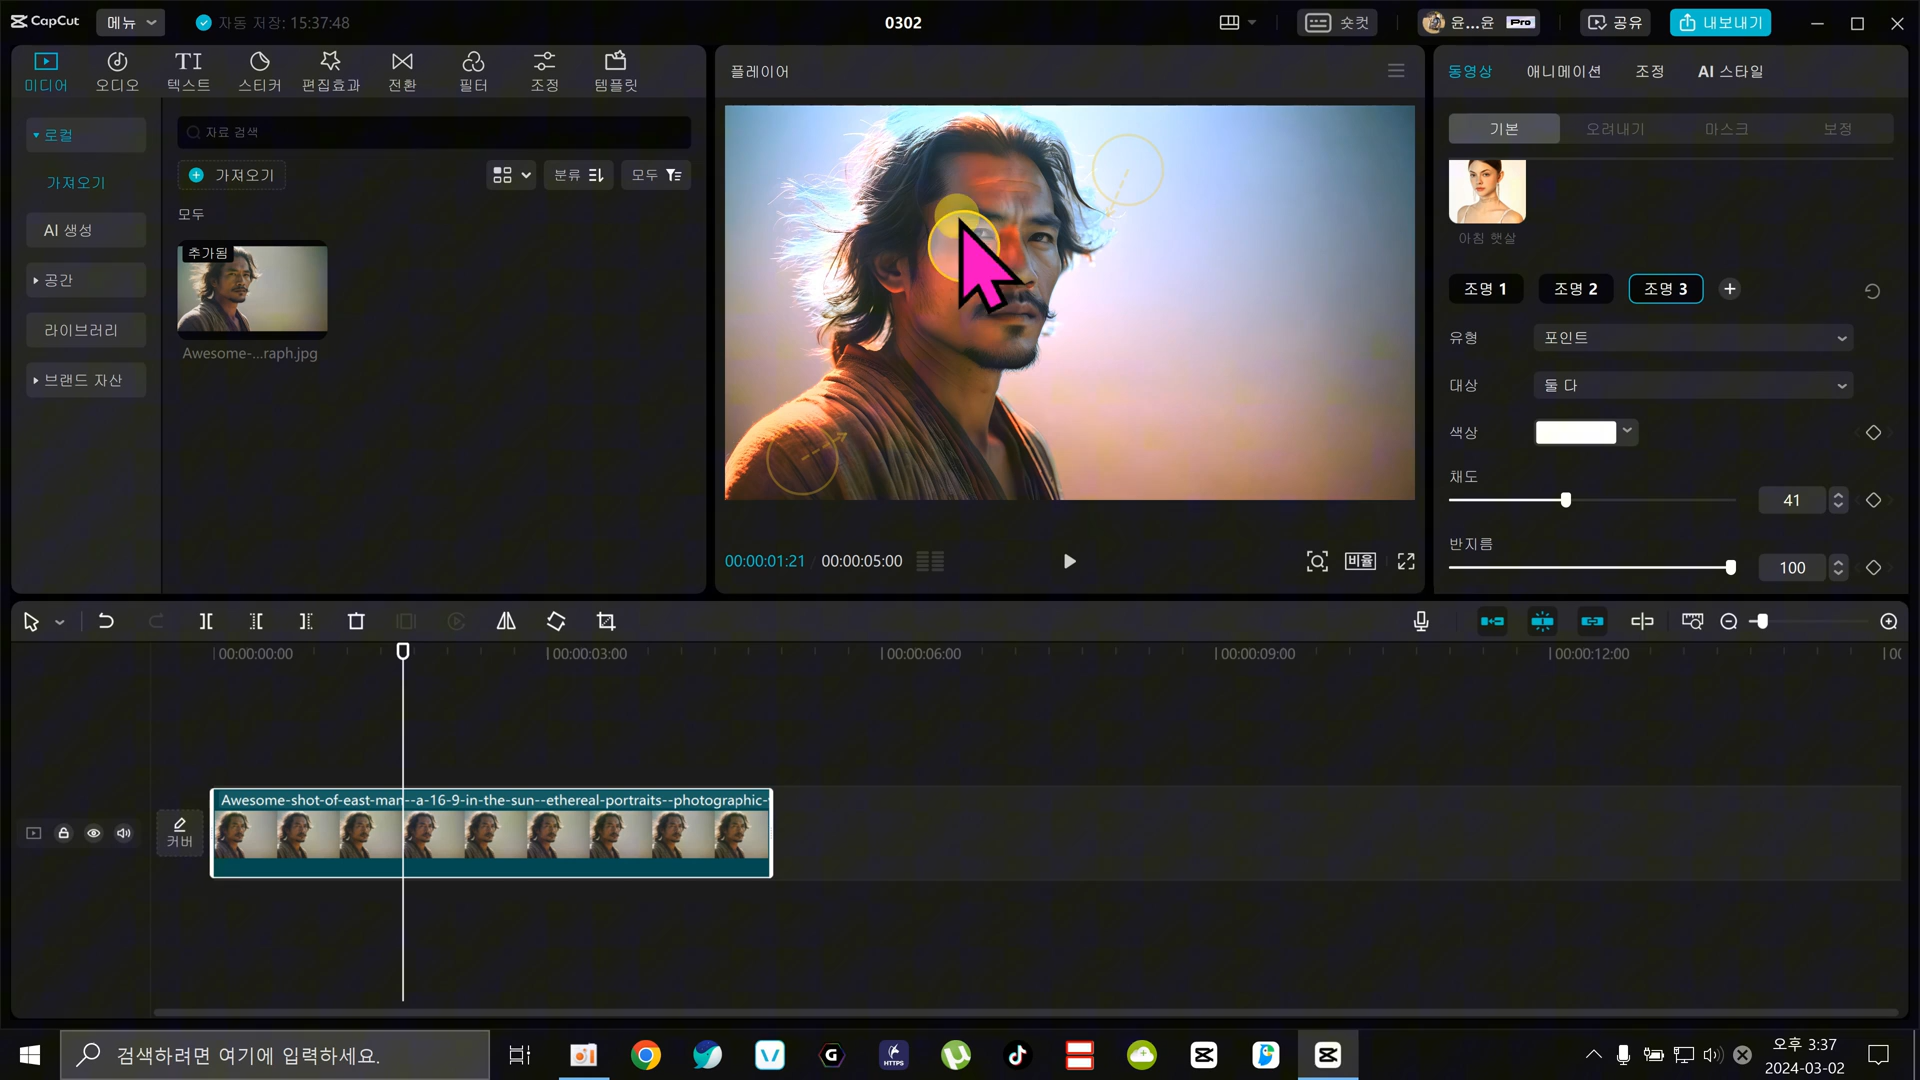 CapCut
메뉴
자동 저장: 15:37:48
0302
숏컷
윤...윤 Pro
공유
내보내기
미디어
오디오
TI
텍스트
스티커
편집효과
전환
필터
조정
템플릿
로컬
가져오기
AI 생성
공간
라이브러리
브랜드 자산
자료 검색
가져오기
분류
모두
모두
추가됨
Awesome-...raph.jpg
플레이어
00:00:01:21
00:00:05:00
비율
동영상
애니메이션
조정
AI 스타일
기본
오려내기
마스크
보정
아침 햇살
조명 1
조명 2
조명 3
유형
포인트
대상
둘 다
색상
채도
41
반지름
100
00:00:00:00
00:00:03:00
00:00:06:00
00:00:09:00
00:00:12:00
커버
Awesome-shot-of-east-man--a-16-9-in-the-sun--ethereal-portraits--photographic-
검색하려면 여기에 입력하세요.
G
HTTPS
오후 3:37
2024-03-02